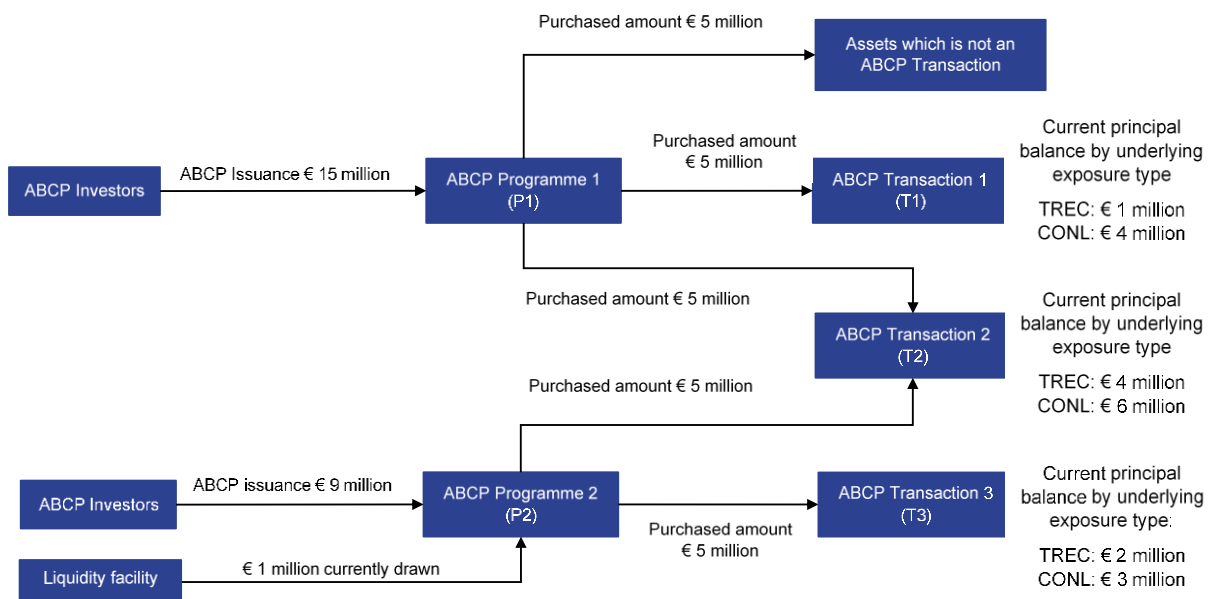 Purchased amount € 5 million
Assets which is not an
ABCP Transaction
ABCP Investors
ABCP Issuance € 15 million
ABCP Programme 1
(P1)
Purchased amount
€ 5 million
ABCP Transaction 1
(T1)
Current principal
balance by underlying
exposure type
TREC: € 1 million
CONL: € 4 million
Purchased amount € 5 million
ABCP Transaction 2
(T2)
Current principal
balance by underlying
exposure type
TREC: € 4 million
CONL: € 6 million
Purchased amount € 5 million
ABCP Investors
ABCP issuance € 9 million
ABCP Programme 2
(P2)
Purchased amount
€ 5 million
ABCP Transaction 3
(T3)
Current principal
balance by underlying
exposure type:
TREC: € 2 million
CONL: € 3 million
Liquidity facility
€ 1 million currently drawn